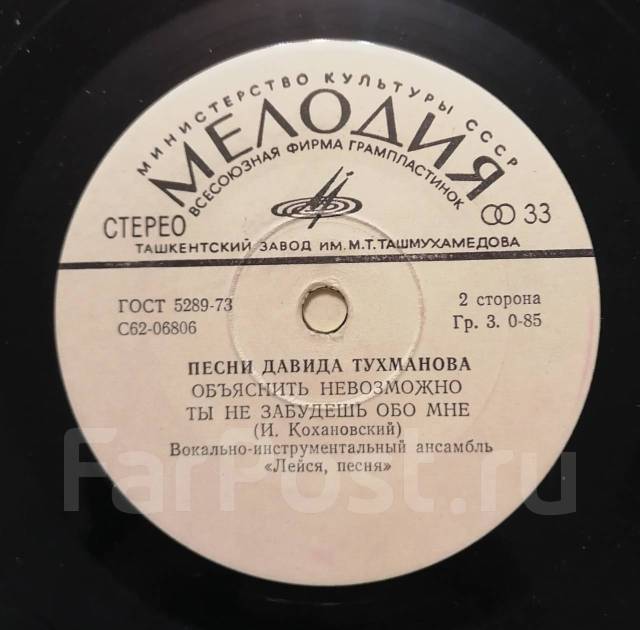 МИНИСТЕРСТВО КУЛЬТУРЫ СССР
МЕЛОДИЯ
ВСЕСОЮЗНАЯ ФИРМА ГРАМПЛАСТИНОК
СТЕРЕО
33
ТАШКЕНТСКИЙ ЗАВОД ИМ. М.Т. ТАШМУХАМЕДОВА
ГОСТ 5289-73
2 сторона
С62-06806
Гр. 3. 0-85
ПЕСНИ ДАВИДА ТУХМАНОВА
ОБЪЯСНИТЬ НЕВОЗМОЖНО
ТЫ НЕ ЗАБУДЕШЬ ОБО МНЕ
(И. Кохановский)
Вокально-инструментальный ансамбль
«Лейся, песня»
FarPost.ru